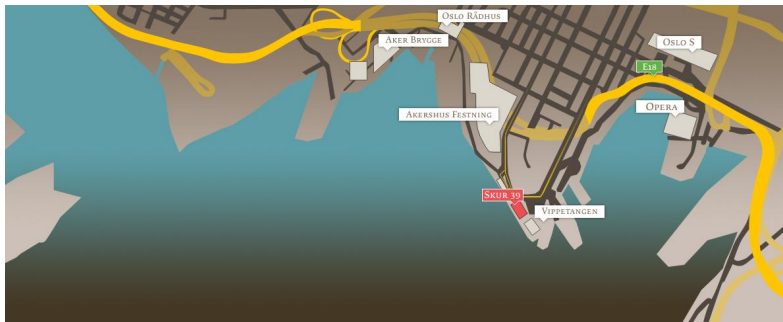 Oslo Rådhus
Aker Brygge
Oslo S
E18
Opera
Akershus Festning
Skur 39
Vippetangen